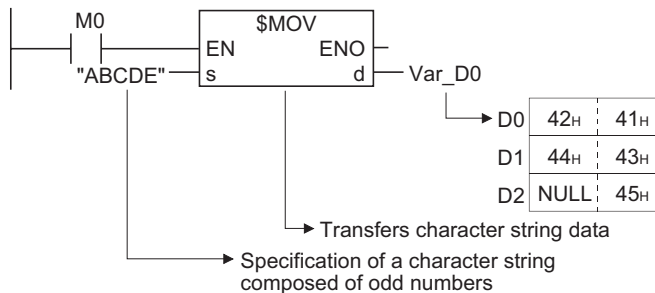 M0
$MOV
EN ENO
"ABCDE" s d Var_D0
D0 42H 41H
D1 44H 43H
D2 NULL 45H
Transfers character string data
Specification of a character string
composed of odd numbers